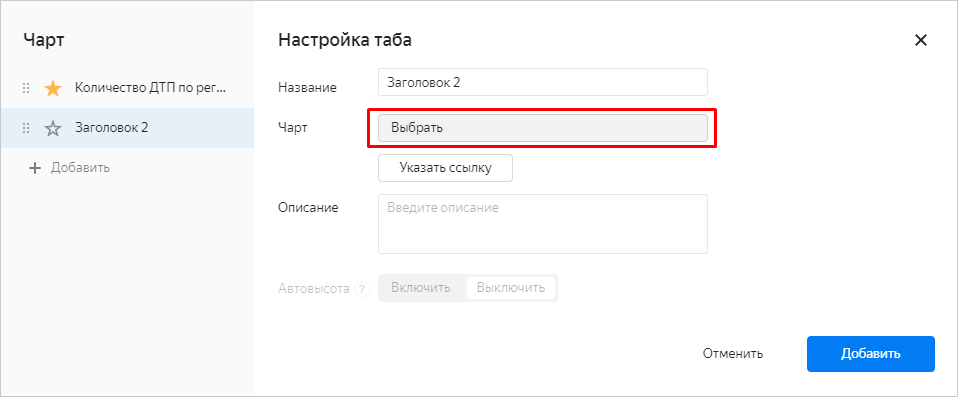 Чарт
Количество ДТП по рег...
Заголовок 2
+ Добавить
Настройка таба
Название
Заголовок 2
Чарт
Выбрать
Указать ссылку
Описание
Введите описание
Автовысота ?
Включить
Выключить
Отменить
Добавить